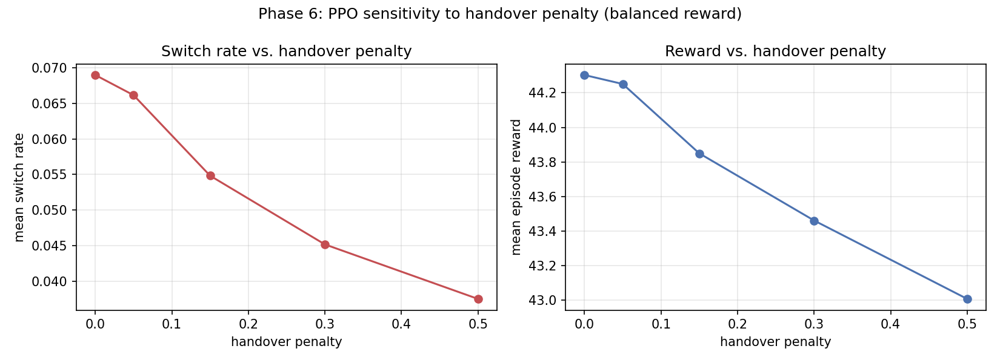 Phase 6: PPO sensitivity to handover penalty (balanced reward)
Switch rate vs. handover penalty
0.070
0.065
0.060
0.055
0.050
0.045
0.040
mean switch rate
0.0 0.1 0.2 0.3 0.4 0.5
handover penalty
Reward vs. handover penalty
44.2
44.0
43.8
43.6
43.4
43.2
43.0
mean episode reward
0.0 0.1 0.2 0.3 0.4 0.5
handover penalty